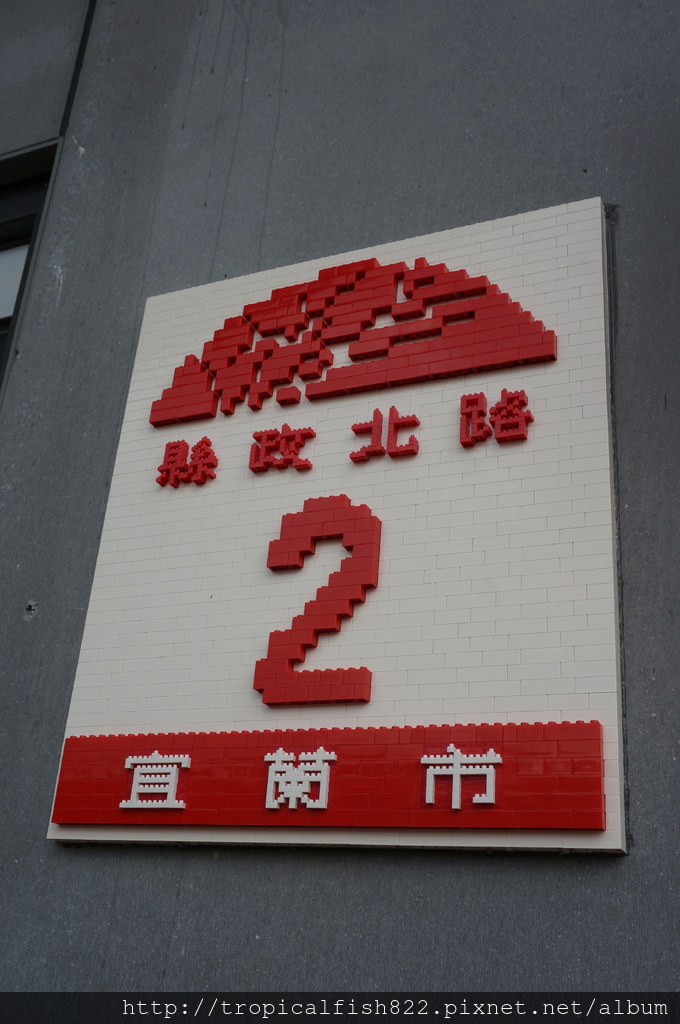 縣政北路
2
宜蘭市
http://tropicalfish822.pixnet.net/album